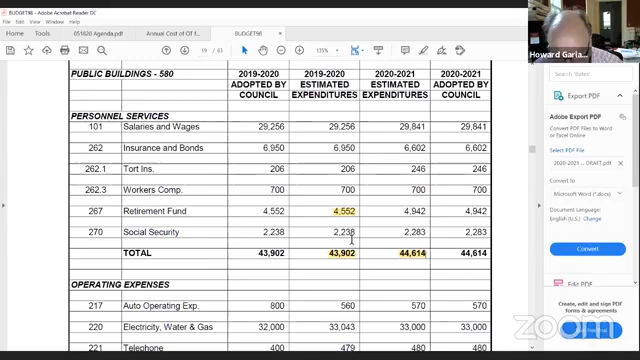 BUDGET98 - Adobe Acrobat Reader DC
File Edit Window Help
051820 Agenda.pdf
Annual Cost of OT f
BUDGET98 ×
19 / 63
135%
Howard Garla
PUBLIC BUILDINGS - 580
2019-2020 2019-2020 2020-2021 2020-2021
ADOPTED BY ESTIMATED ESTIMATED ADOPTED BY
COUNCIL EXPENDITURES EXPENDITURES COUNCIL
PERSONNEL SERVICES
101 Salaries and Wages 29,256 29,256 29,841 29,841
262 Insurance and Bonds 6,950 6,950 6,602 6,602
262.1 Tort Ins. 206 206 246 246
262.3 Workers Comp. 700 700 700 700
267 Retirement Fund 4,552 4,552 4,942 4,942
270 Social Security 2,238 2,238 2,283 2,283
TOTAL 43,902 43,902 44,614 44,614
OPERATING EXPENSES
217 Auto Operating Exp. 800 560 570 570
220 Electricity, Water & Gas 32,000 33,043 33,000 33,000
221 Telephone 400 479 480 480
Export PDF
Adobe Export PDF
Convert PDF Files to Word
or Excel Online
Select PDF File
2020-2021 ... DRAFT.pdf ×
Convert to
Microsoft Word (*.docx)
Document Language:
English (U.S.) Change
Convert
Edit PDF
Create, edit and sign PDF
forms & agreements
zoom